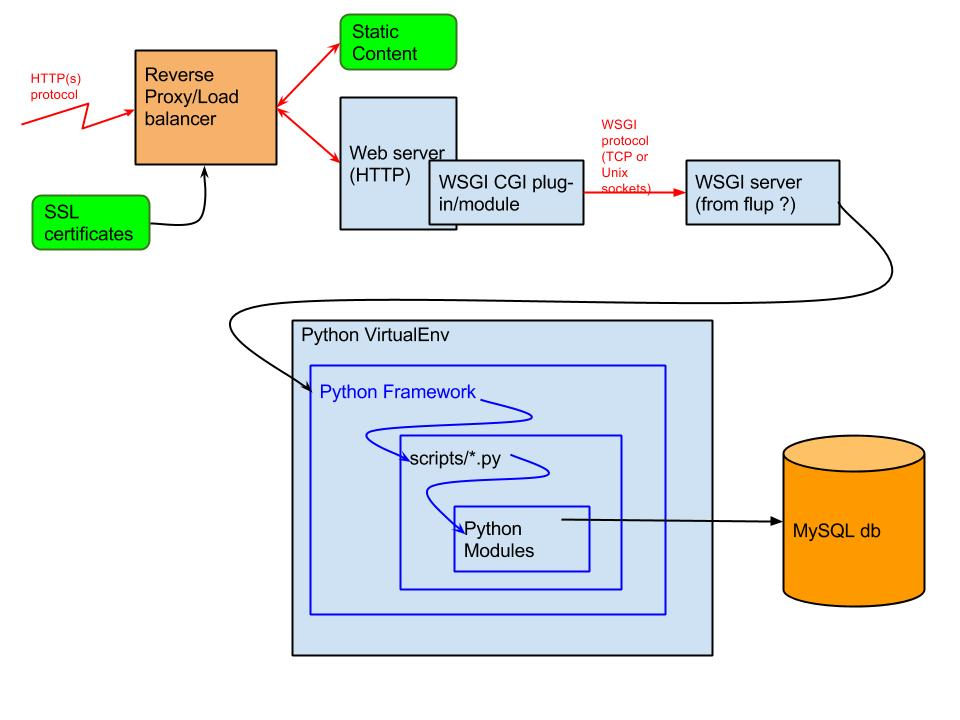 Static
Content
HTTP(s)
protocol
Reverse
Proxy/Load
balancer
Web server
(HTTP)
WSGI CGI plug-
in/module
WSGI
protocol
(TCP or
Unix
sockets)
WSGI server
(from flup ?)
SSL
certificates
Python VirtualEnv
Python Framework
scripts/*.py
Python
Modules
MySQL db